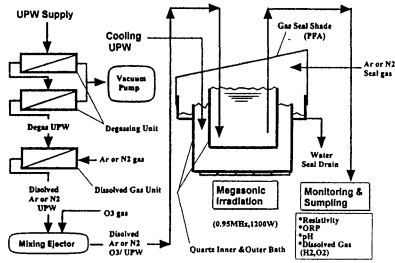 UPW Supply
Vacuum
Pump
Degassing Unit
Degas UPW
Ar or N2 gas
Dissolved Gas Unit
Disolved
Ar or N2
UPW
O3 gas
Mixing Ejector
Disolved
Ar or N2
O3/ UPW
Cooling
UPW
Gas Seal Shade
(PFA)
Ar or N2
Seal gas
Water
Seal Drain
Megasonic
Irradiation
(0.95MHz,1200W)
Quartz Inner &Outer Bath
Monitoring &
Sampling
*Resistivity
*ORP
*pH
*Dissolved Gas
(H2,O2)